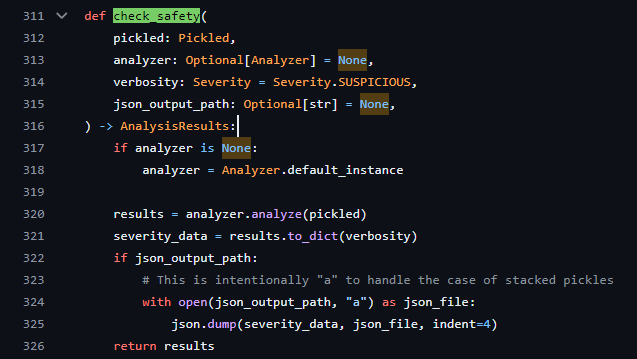 311 def check_safety(
312 pickled: Pickled,
313 analyzer: Optional[Analyzer] = None,
314 verbosity: Severity = Severity.SUSPICIOUS,
315 json_output_path: Optional[str] = None,
316 ) -> AnalysisResults:
317 if analyzer is None:
318 analyzer = Analyzer.default_instance
319
320 results = analyzer.analyze(pickled)
321 severity_data = results.to_dict(verbosity)
322 if json_output_path:
323 # This is intentionally "a" to handle the case of stacked pickles
324 with open(json_output_path, "a") as json_file:
325 json.dump(severity_data, json_file, indent=4)
326 return results